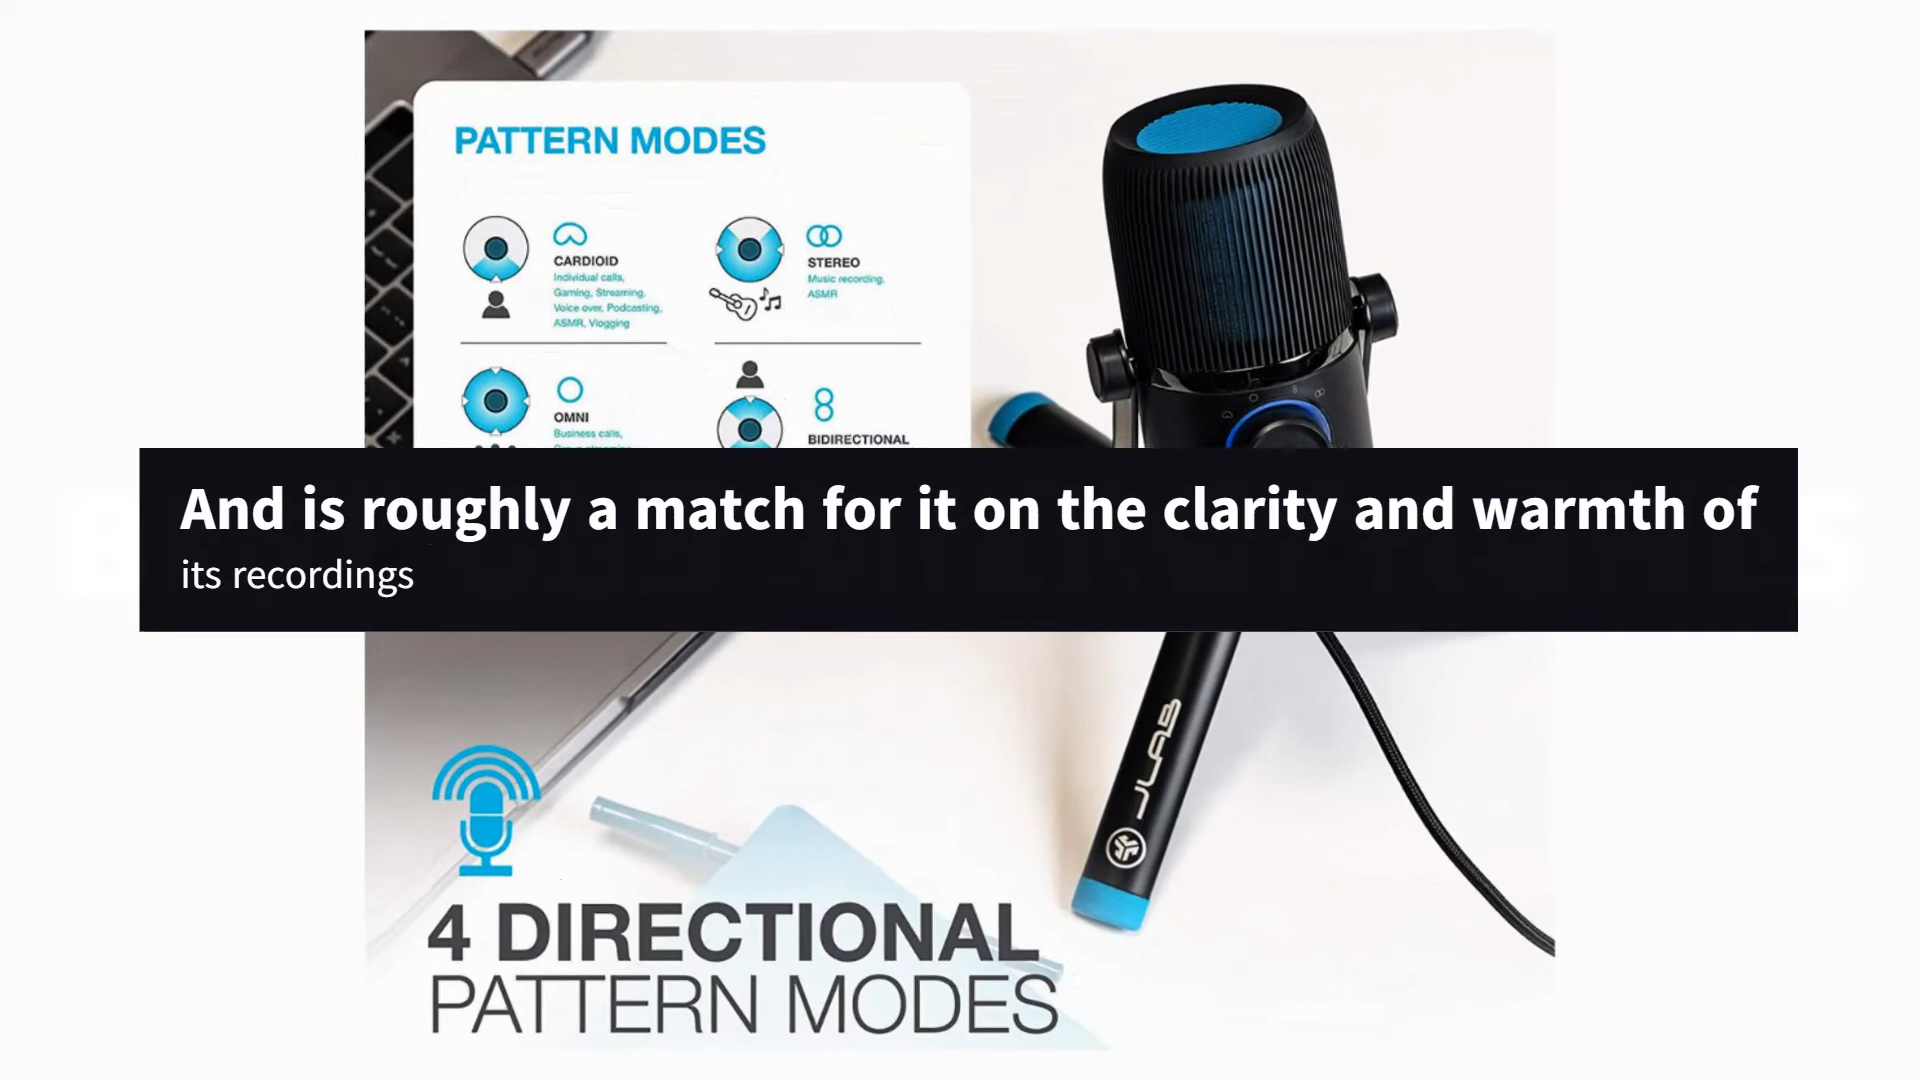 PATTERN MODES
CARDIOID
Individual calls,
Gaming, Streaming,
Voice over, Podcasting,
ASMR, Vlogging
STEREO
Music recording,
ASMR
OMNI
Business calls,
BIDIRECTIONAL
And is roughly a match for it on the clarity and warmth of
its recordings
JLAB
4 DIRECTIONAL
PATTERN MODES